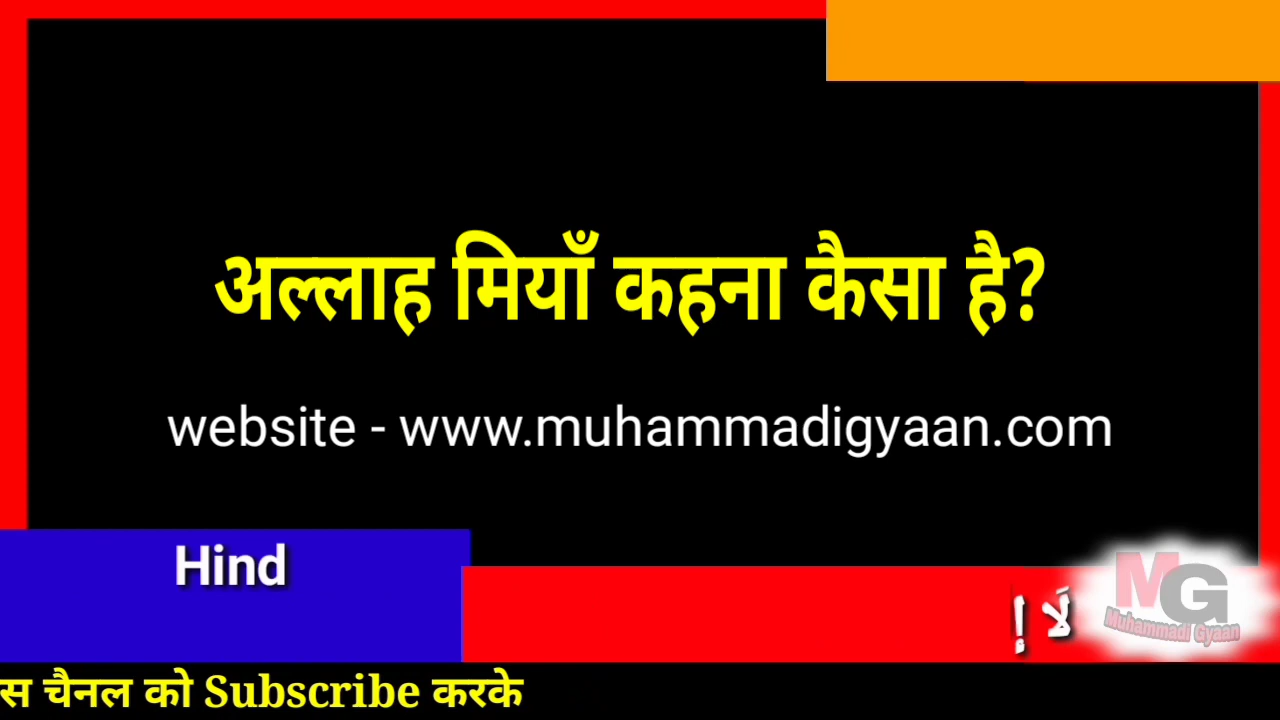 अल्लाह मियाँ कहना कैसा है?
website - www.muhammadigyaan.com
Hind
لَا إ
MG
Muhammadi Gyaan
स चैनल को Subscribe करके